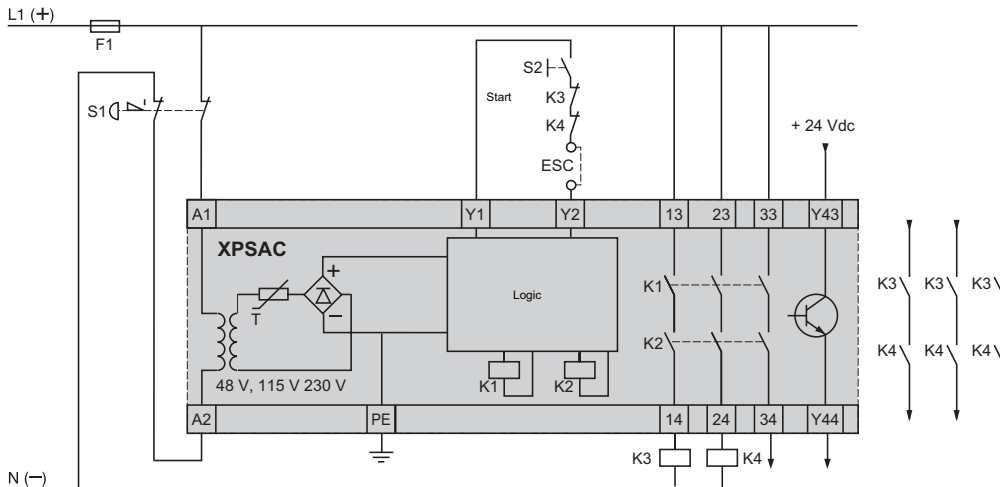 L1 (+)
F1
S1
S2
Start
K3
K4
ESC
+ 24 Vdc
A1
Y1
Y2
13
23
33
Y43
XPSAC
+
−
T
Logic
K1
K2
48 V, 115 V 230 V
K1
K2
K3
K3
K3
K4
K4
K4
A2
PE
14
24
34
Y44
K3
K4
N (−)